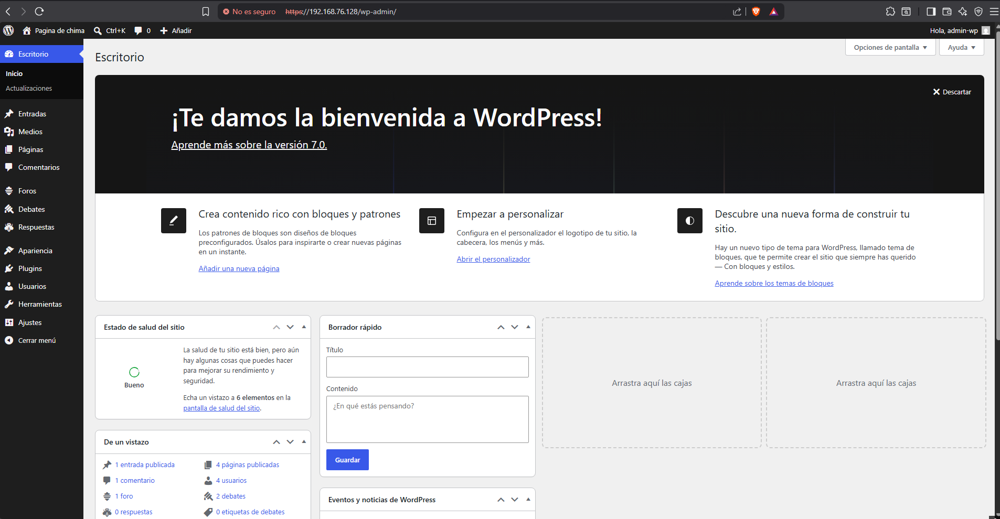 No es seguro https://192.168.76.128/wp-admin/
Pagina de chima Ctrl+K 0 Añadir Hola, admin-wp
Escritorio
Inicio
Actualizaciones
Entradas
Medios
Páginas
Comentarios
Foros
Debates
Respuestas
Apariencia
Plugins
Usuarios
Herramientas
Ajustes
Cerrar menú
Opciones de pantalla Ayuda
Escritorio
Descartar
¡Te damos la bienvenida a WordPress!
Aprende más sobre la versión 7.0.
Crea contenido rico con bloques y patrones
Los patrones de bloques son diseños de bloques
preconfigurados. Úsalos para inspirarte o crear nuevas páginas
en un instante.
Añadir una nueva página
Empezar a personalizar
Configura en el personalizador el logotipo de tu sitio, la
cabecera, los menús y más.
Abrir el personalizador
Descubre una nueva forma de construir tu
sitio.
Hay un nuevo tipo de tema para WordPress, llamado tema de
bloques, que te permite crear el sitio que siempre has querido
— Con bloques y estilos.
Aprende sobre los temas de bloques
Estado de salud del sitio
Bueno
La salud de tu sitio está bien, pero aún
hay algunas cosas que puedes hacer
para mejorar su rendimiento y
seguridad.
Echa un vistazo a 6 elementos en la
pantalla de salud del sitio.
De un vistazo
1 entrada publicada
4 páginas publicadas
1 comentario
4 usuarios
1 foro
2 debates
0 respuestas
0 etiquetas de debates
Borrador rápido
Título
Contenido
¿En qué estás pensando?
Guardar
Eventos y noticias de WordPress
Arrastra aquí las cajas
Arrastra aquí las cajas